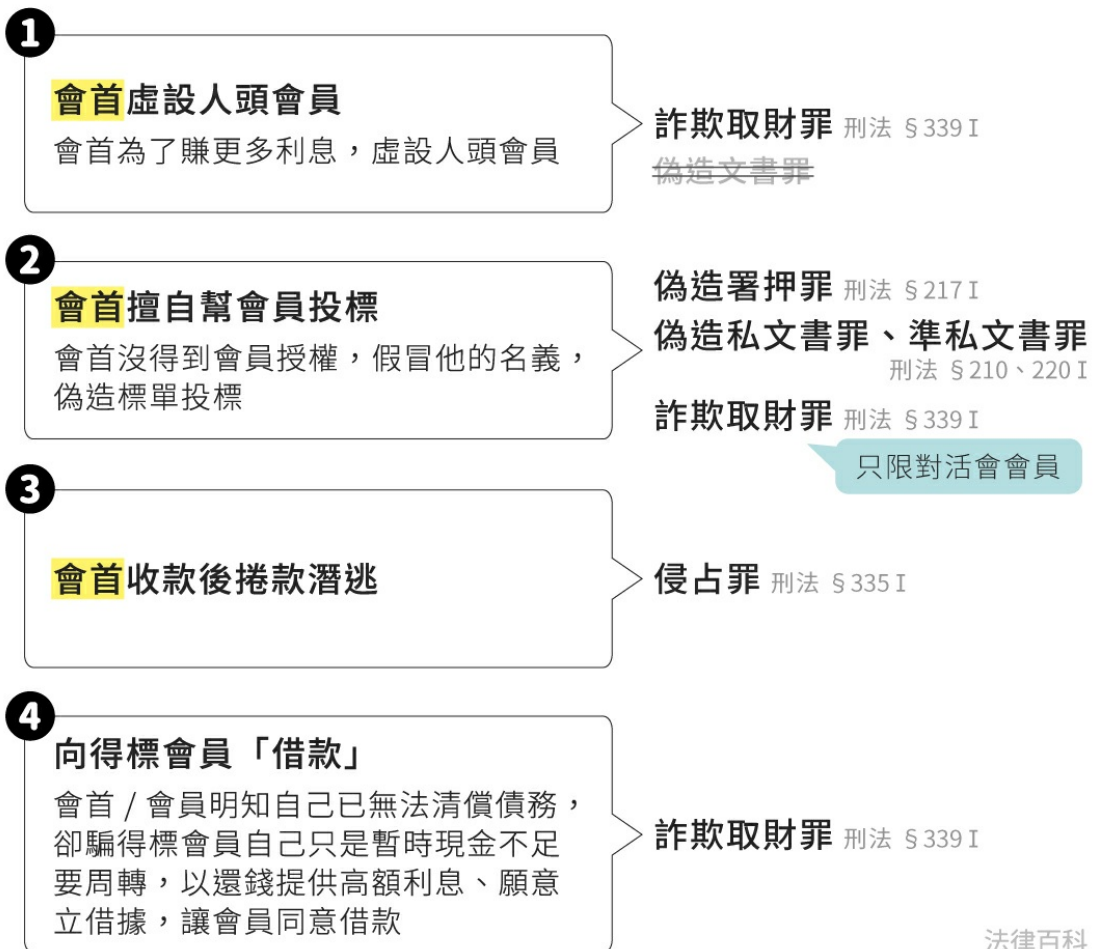 1
會首虛設人頭會員
會首為了賺更多利息，虛設人頭會員
詐欺取財罪 刑法 §339 I
偽造文書罪
2
會首擅自幫會員投標
會首沒得到會員授權，假冒他的名義，
偽造標單投標
偽造署押罪 刑法 §217 I
偽造私文書罪、準私文書罪
刑法 §210、220 I
詐欺取財罪 刑法 §339 I
只限對活會會員
3
會首收款後捲款潛逃
侵占罪 刑法 §335 I
4
向得標會員「借款」
會首 / 會員明知自己已無法清償債務，
卻騙得標會員自己只是暫時現金不足
要周轉，以還錢提供高額利息、願意
立借據，讓會員同意借款
詐欺取財罪 刑法 §339 I
法律百科